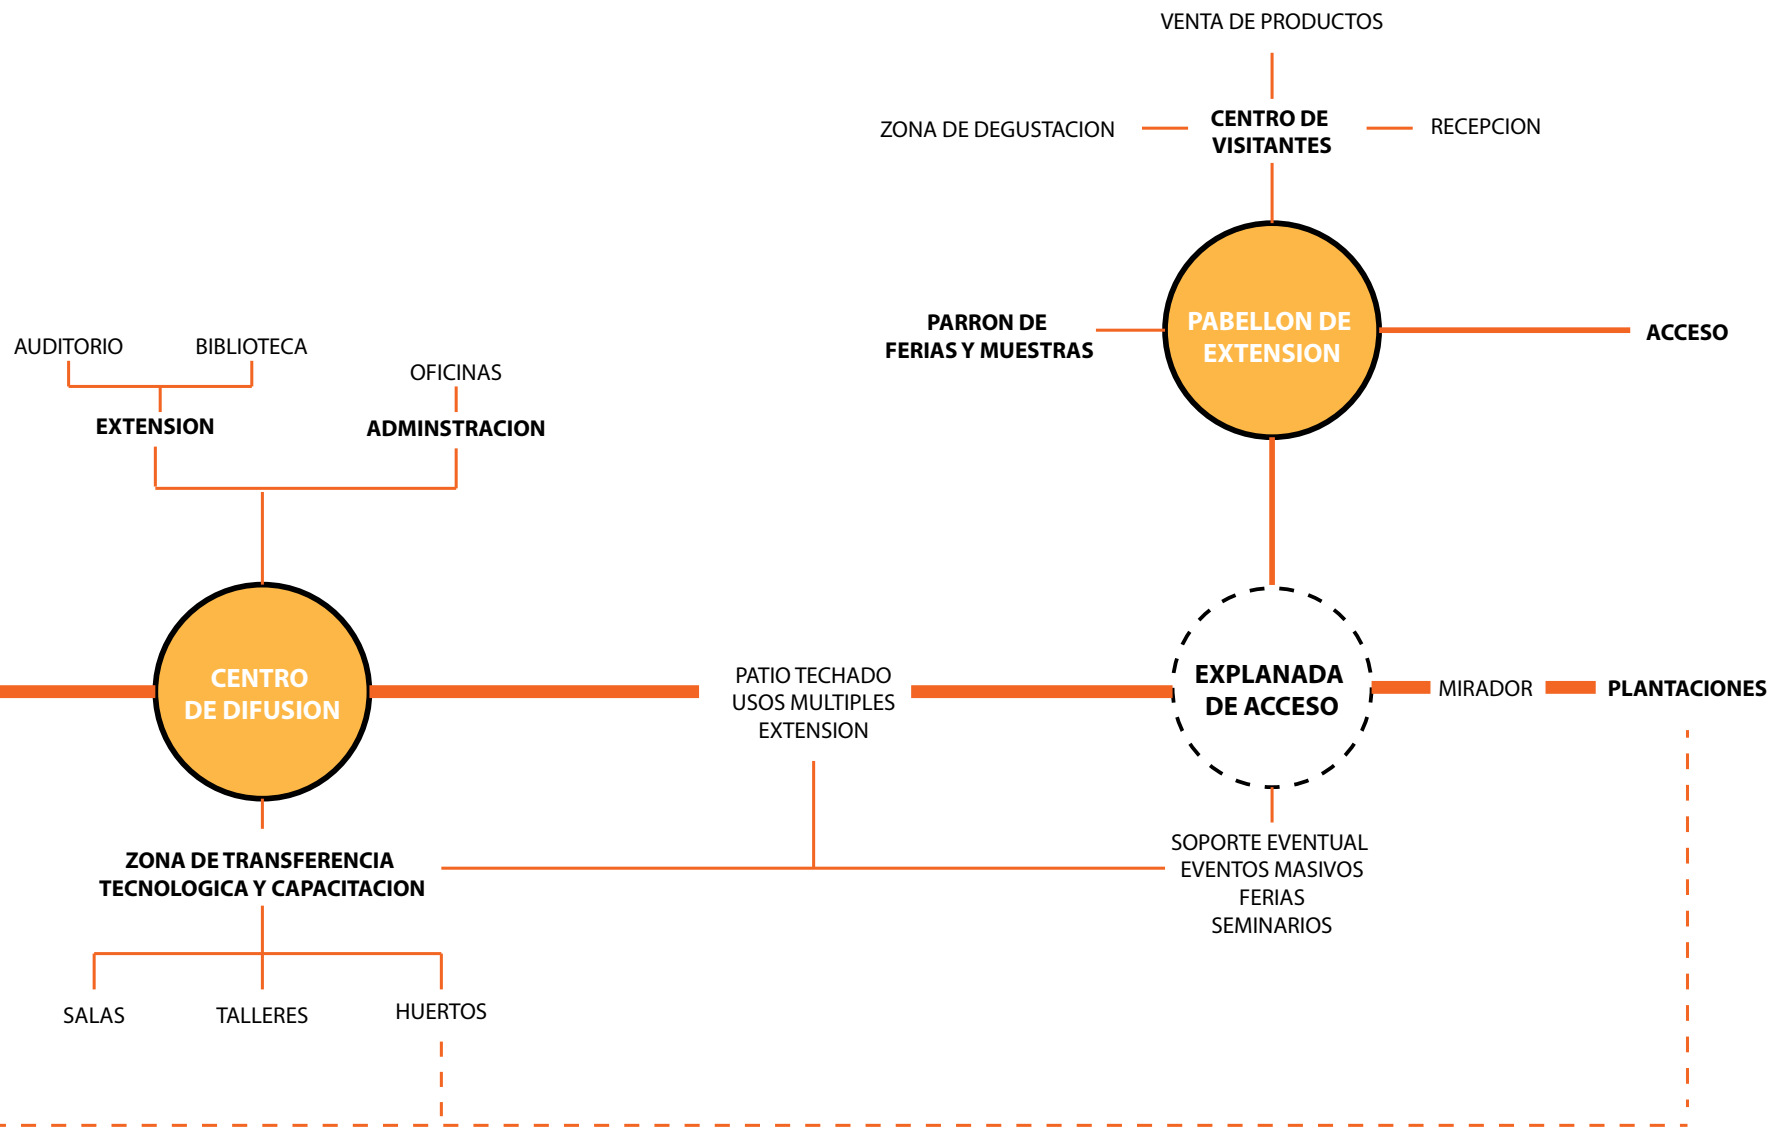 VENTA DE PRODUCTOS
ZONA DE DEGUSTACION
CENTRO DE
VISITANTES
RECEPCION
PARRON DE
FERIAS Y MUESTRAS
PABELLON DE
EXTENSION
ACCESO
AUDITORIO
BIBLIOTECA
OFICINAS
EXTENSION
ADMINSTRACION
CENTRO
DE DIFUSION
PATIO TECHADO
USOS MULTIPLES
EXTENSION
EXPLANADA
DE ACCESO
MIRADOR
PLANTACIONES
ZONA DE TRANSFERENCIA
TECNOLOGICA Y CAPACITACION
SOPORTE EVENTUAL
EVENTOS MASIVOS
FERIAS
SEMINARIOS
SALAS
TALLERES
HUERTOS